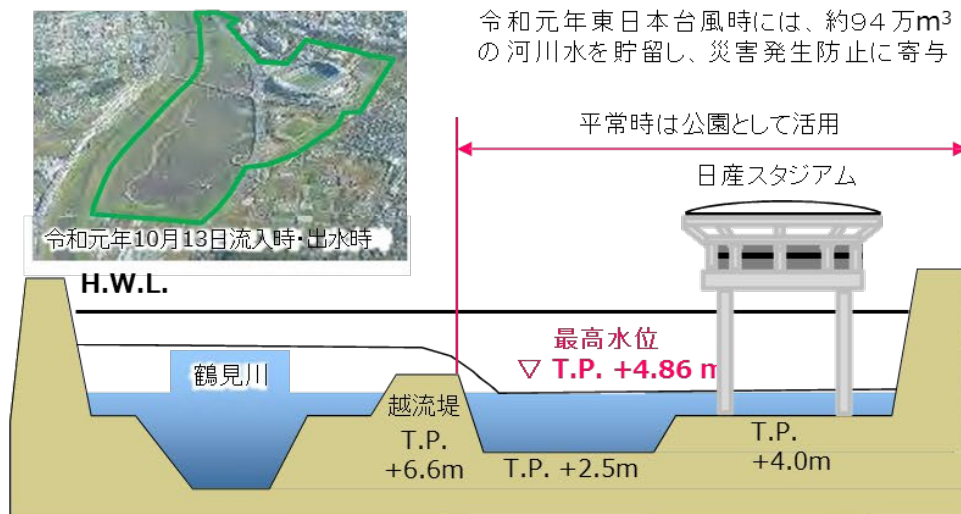 令和元年東日本台風時には、約94万m³
の河川水を貯留し、災害発生防止に寄与
平常時は公園として活用
日産スタジアム
令和元年10月13日流入時・出水時
H.W.L.
最高水位
▽ T.P. +4.86 m
鶴見川
越流堤
T.P.
+6.6m
T.P. +2.5m
T.P.
+4.0m